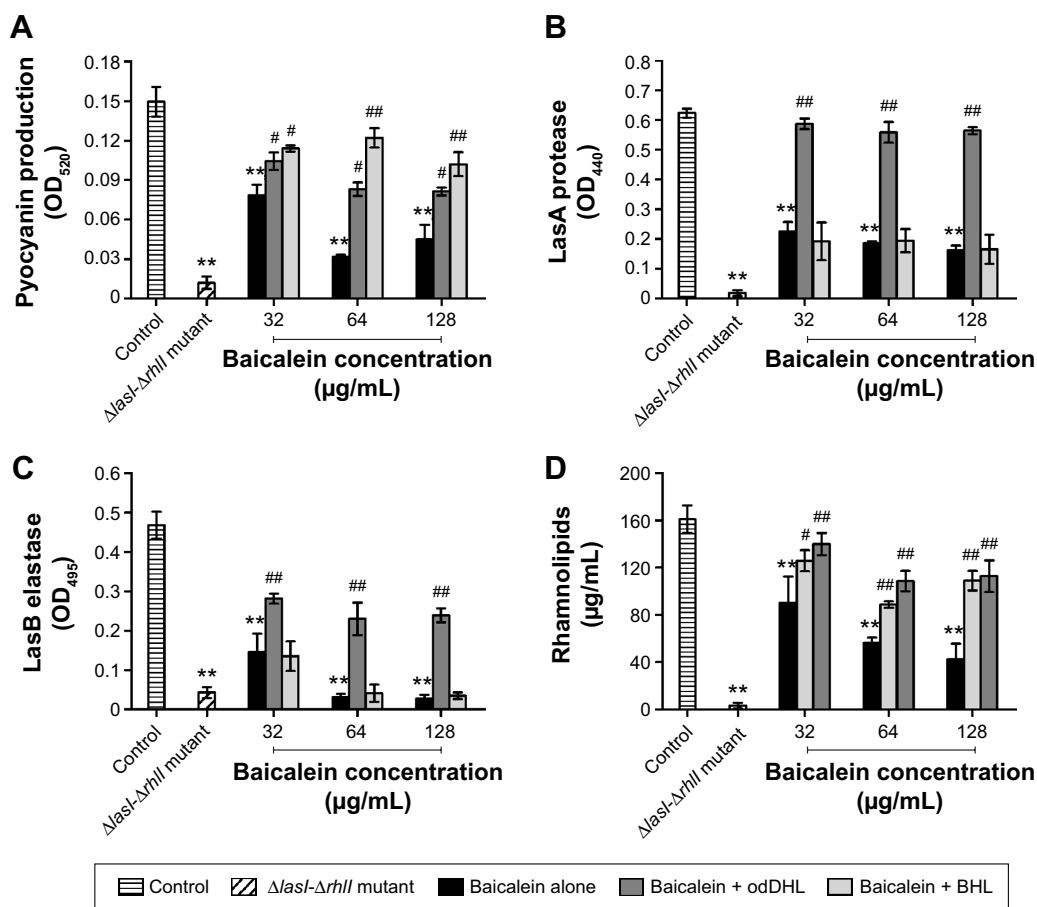 A
Pyocyanin production
(OD520)
0.18
0.15
0.12
0.09
0.06
0.03
0
**
**
#
#
**
#
##
**
#
##
Control
ΔlasI-ΔrhlI mutant
32
64
128
Baicalein concentration
(µg/mL)
B
LasA protease
(OD440)
0.8
0.7
0.6
0.5
0.4
0.3
0.2
0.1
0
**
**
##
**
##
**
##
Control
ΔlasI-ΔrhlI mutant
32
64
128
Baicalein concentration
(µg/mL)
C
LasB elastase
(OD495)
0.6
0.5
0.4
0.3
0.2
0.1
0
**
**
##
**
##
**
##
Control
ΔlasI-ΔrhlI mutant
32
64
128
Baicalein concentration
(µg/mL)
D
Rhamnolipids
(µg/mL)
200
160
120
80
40
0
**
**
#
##
**
##
##
**
##
##
Control
ΔlasI-ΔrhlI mutant
32
64
128
Baicalein concentration
(µg/mL)
Control ΔlasI-ΔrhlI mutant Baicalein alone Baicalein + odDHL Baicalein + BHL